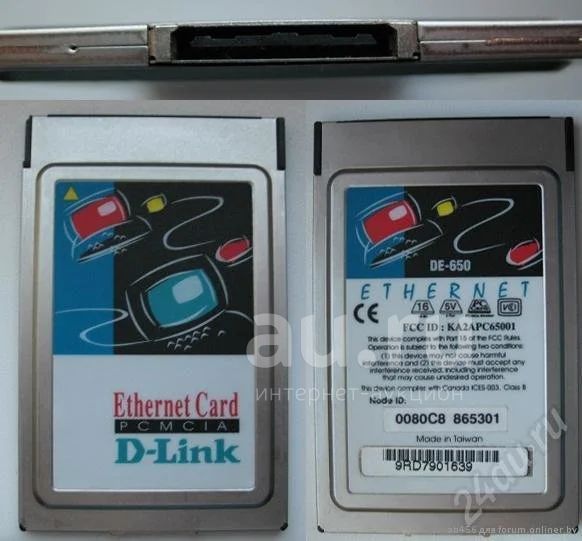 Ethernet Card
PCMCIA
D-Link
DE-650
ETHERNET
CE
16
5V
PC
FCC ID : KA2APC65001
This device complies with Part 15 of the FCC Rules.
Operation is subject to the following two conditions:
(1) this device may not cause harmful
interference, and (2) this device must accept any
interference received, including interference
that may cause undesired operation.
This device complies with Canada ICES-003, Class B
Node ID:
0080C8 865301
Made in Taiwan
9RD7901639
au.ru
интернет-аукцион
24au.ru
ab456 для forum.onliner.by